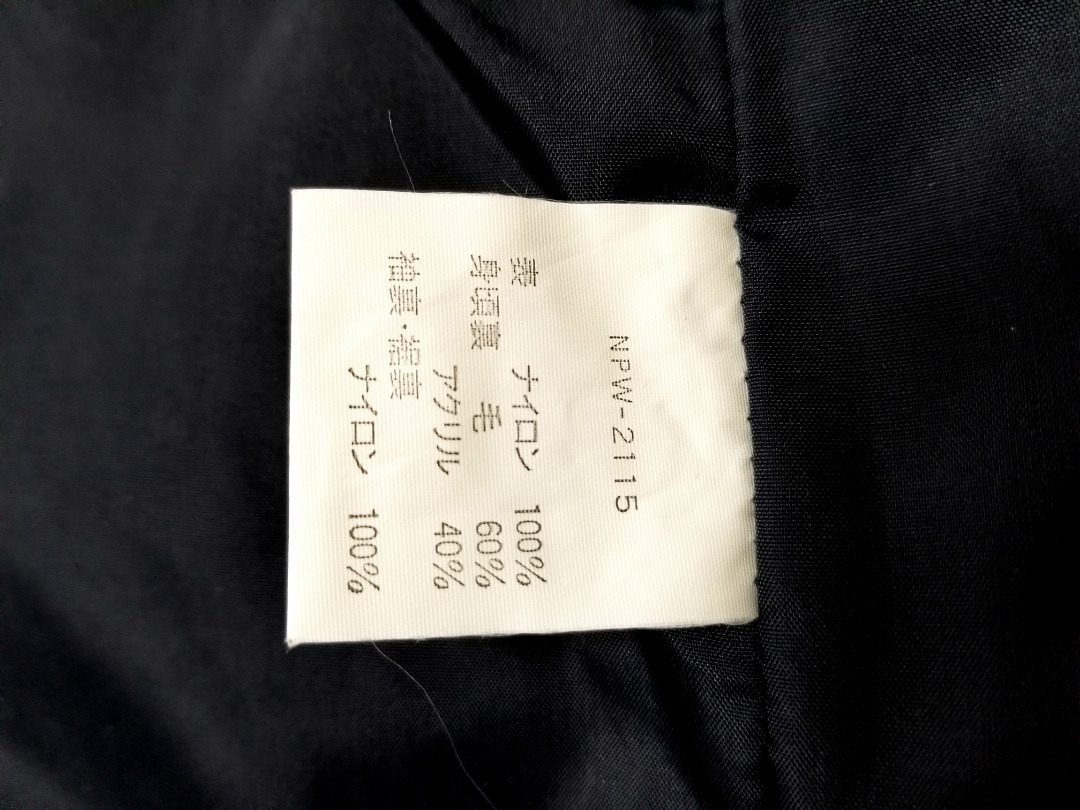 NPW-2115
表 ナイロン 100%
身頃裏 毛 60%
アクリル 40%
袖裏・裾裏
ナイロン 100%